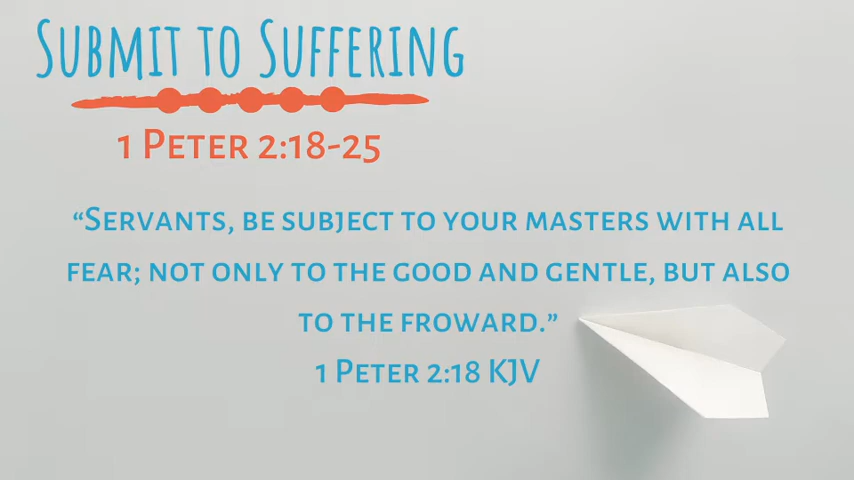 Submit to Suffering
1 Peter 2:18-25
“Servants, be subject to your masters with all
fear; not only to the good and gentle, but also
to the froward.”
1 Peter 2:18 KJV